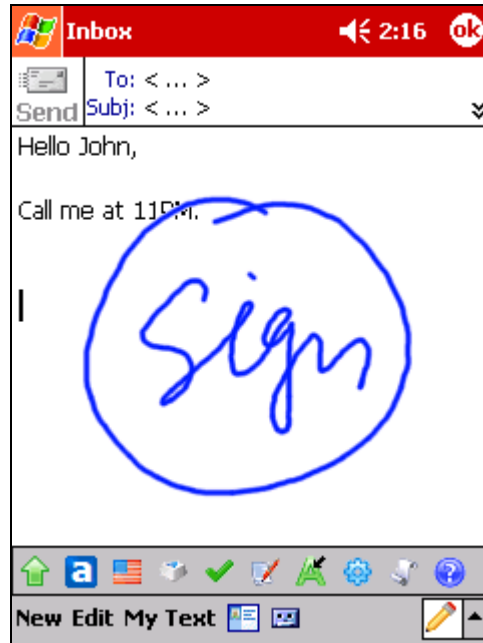 Inbox 2:16 ok
To: < ... >
Send Subj: < ... >
Hello John,
Call me at 11PM.
Sign
a ?
New Edit My Text